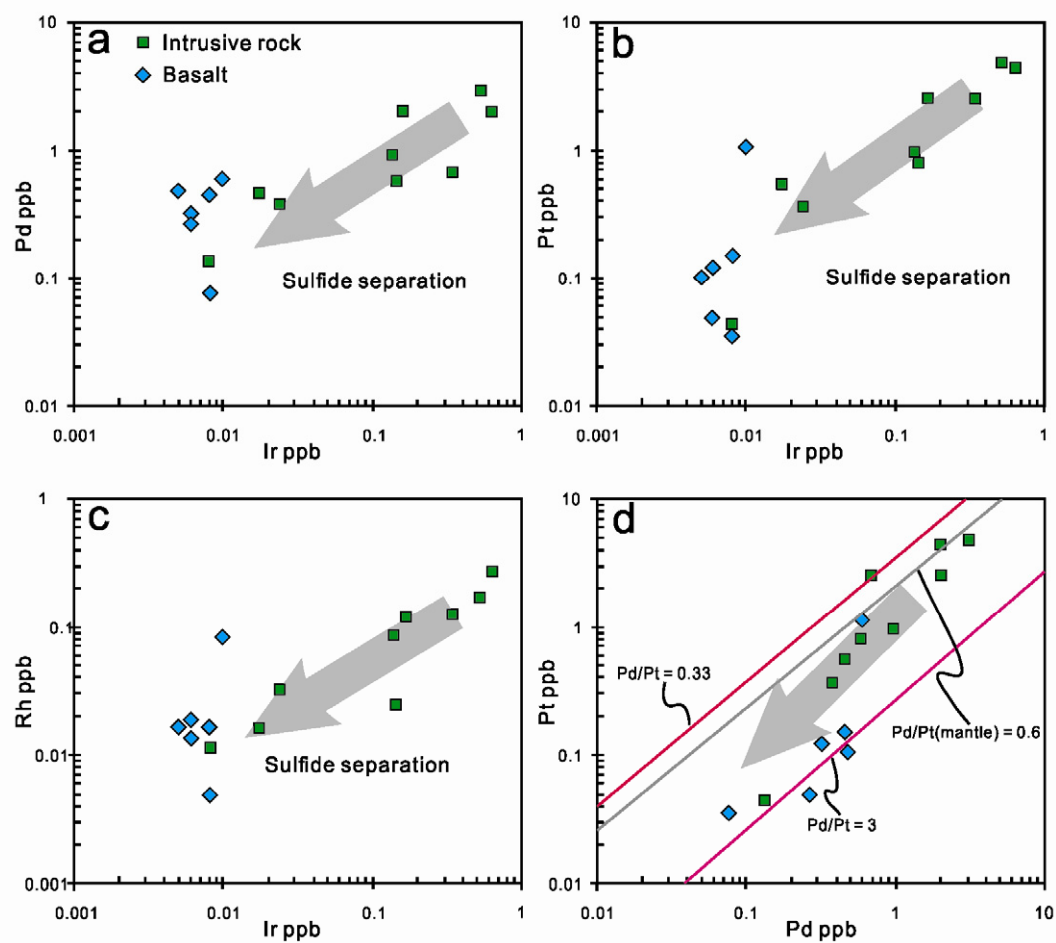 a
Intrusive rock
Basalt
10
1
0.1
0.01
Pd ppb
Sulfide separation
0.001
0.01
0.1
1
Ir ppb
b
10
1
0.1
0.01
Pt ppb
Sulfide separation
0.001
0.01
0.1
1
Ir ppb
c
1
0.1
0.01
0.001
Rh ppb
Sulfide separation
0.001
0.01
0.1
1
Ir ppb
d
10
1
0.1
0.01
Pt ppb
Pd/Pt = 0.33
Pd/Pt(mantle) = 0.6
Pd/Pt = 3
0.01
0.1
1
10
Pd ppb